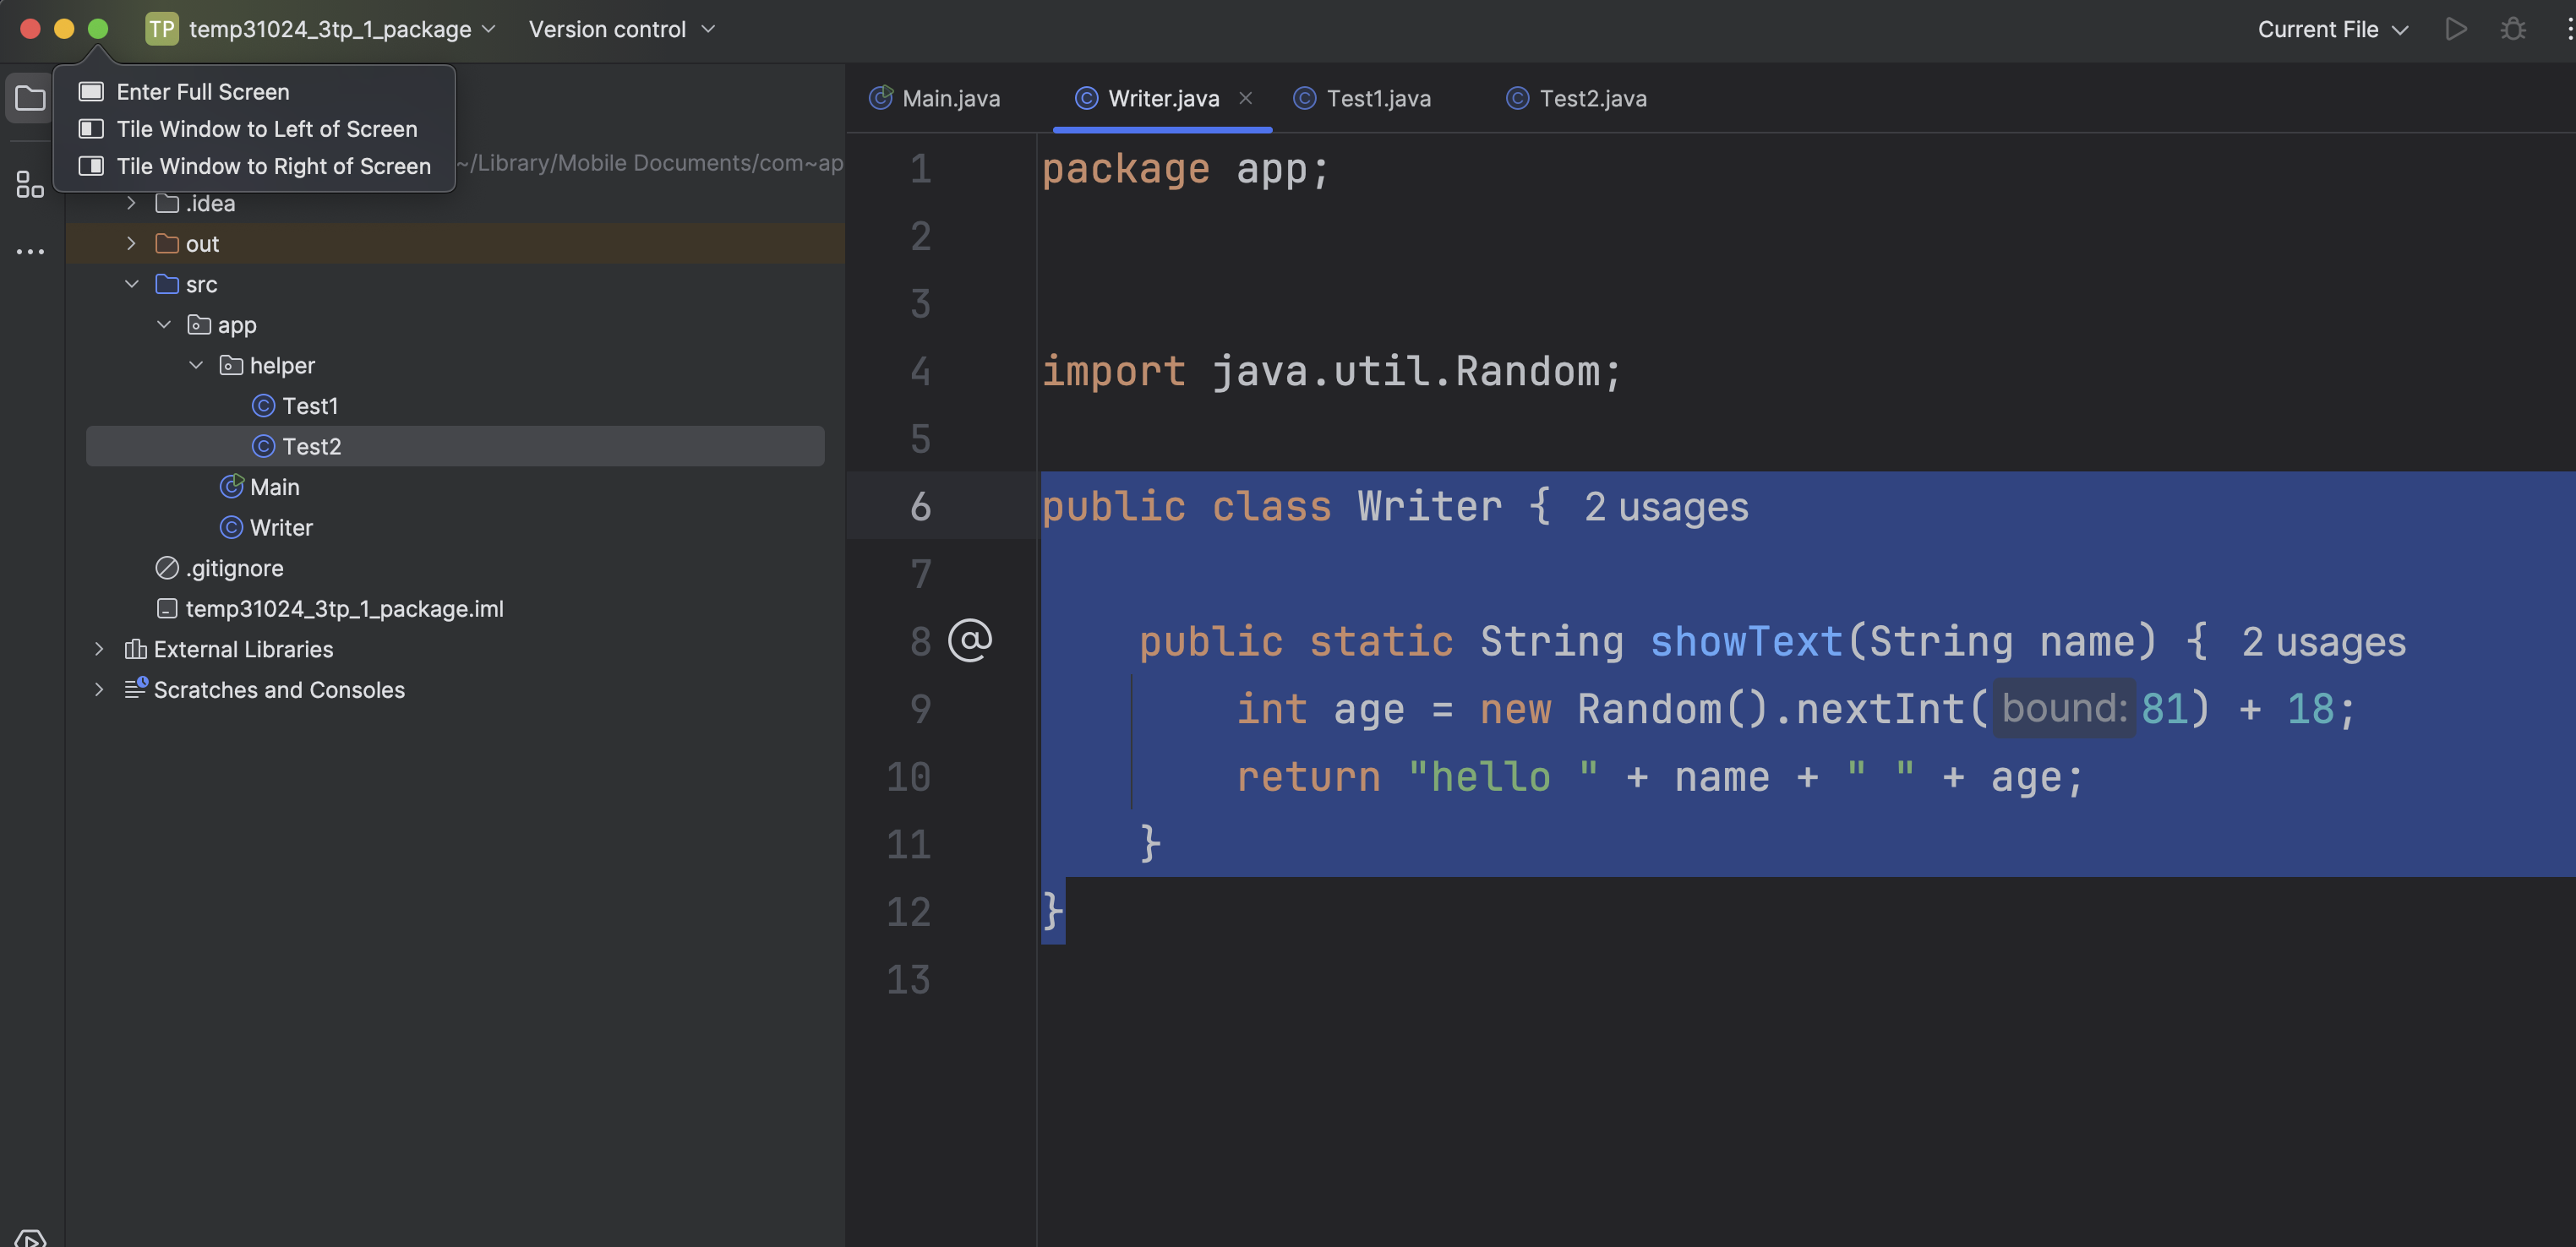 TP temp31024_3tp_1_package Version control Current File
Enter Full Screen
Tile Window to Left of Screen
Tile Window to Right of Screen
~/Library/Mobile Documents/com~ap
.idea
out
src
app
helper
Test1
Test2
Main
Writer
.gitignore
temp31024_3tp_1_package.iml
External Libraries
Scratches and Consoles
Main.java Writer.java Test1.java Test2.java
1 package app;
2
3
4 import java.util.Random;
5
6 public class Writer { 2 usages
7
8 @ public static String showText(String name) { 2 usages
9 int age = new Random().nextInt( bound: 81) + 18;
10 return "hello " + name + " " + age;
11 }
12 }
13